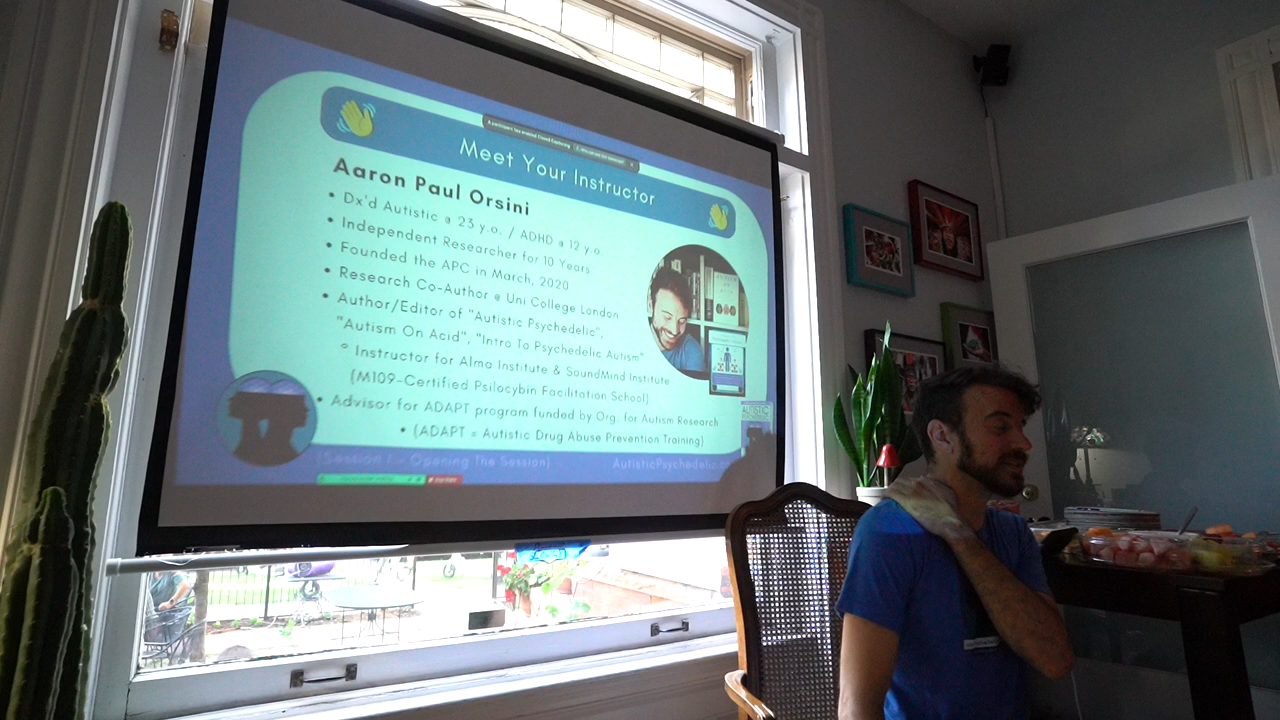 Meet Your Instructor
Aaron Paul Orsini
• Dx'd Autistic @ 23 y.o. / ADHD @ 12 y.o.
• Independent Researcher for 10 Years
• Founded the APC in March, 2020
• Research Co-Author @ Uni College London
• Author/Editor of "Autistic Psychedelic",
"Autism On Acid", "Intro To Psychedelic Autism"
° Instructor for Alma Institute & SoundMind Institute
(M109-Certified Psilocybin Facilitation School)
• Advisor for ADAPT program funded by Org. for Autism Research
• (ADAPT = Autistic Drug Abuse Prevention Training)
(Session 1 - Opening The Session)
AUTISTIC